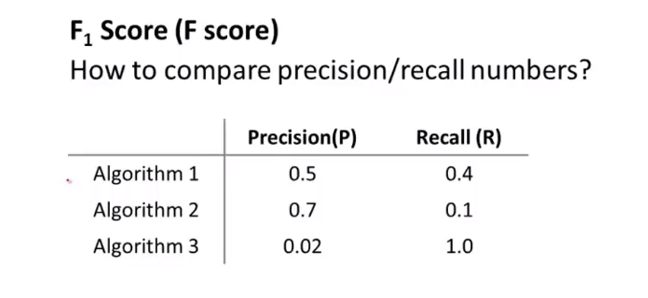 F₁ Score (F score)
How to compare precision/recall numbers?
Precision(P) Recall (R)
Algorithm 1 0.5 0.4
Algorithm 2 0.7 0.1
Algorithm 3 0.02 1.0